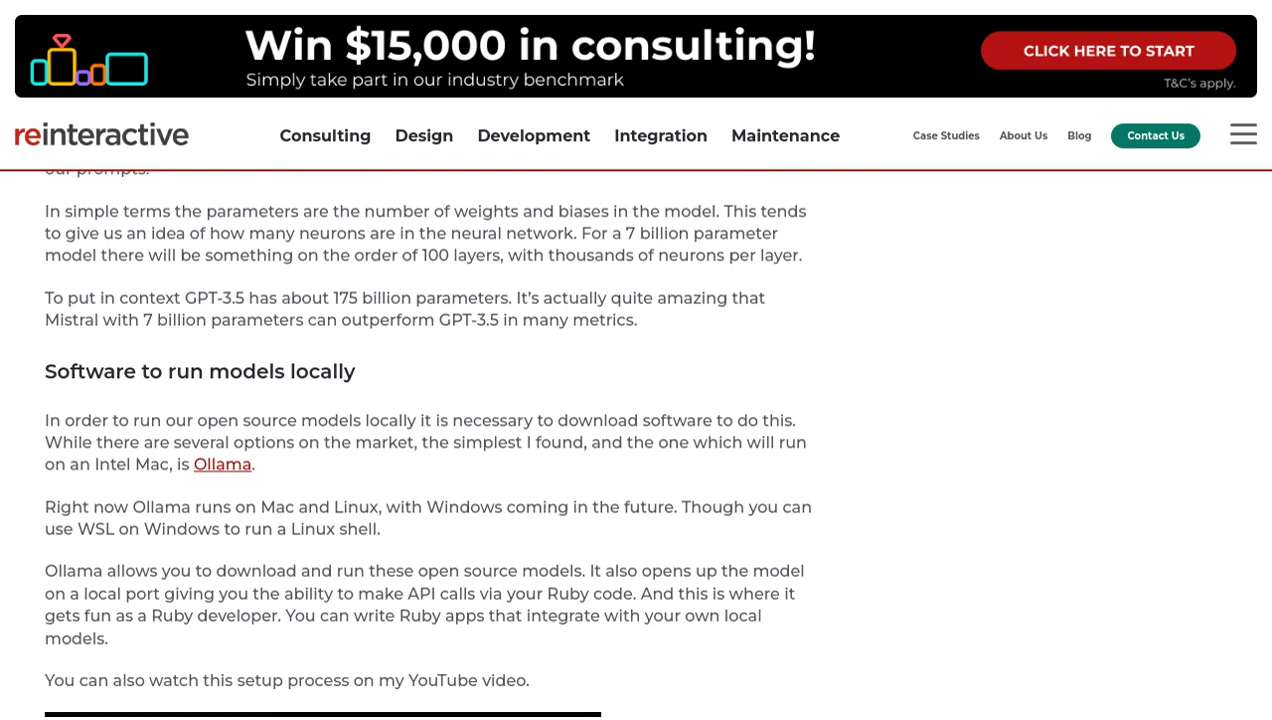 Win $15,000 in consulting!
Simply take part in our industry benchmark
CLICK HERE TO START
T&C's apply.
reinteractive
Consulting
Design
Development
Integration
Maintenance
Case Studies
About Us
Blog
Contact Us
our prompts.
In simple terms the parameters are the number of weights and biases in the model. This tends
to give us an idea of how many neurons are in the neural network. For a 7 billion parameter
model there will be something on the order of 100 layers, with thousands of neurons per layer.
To put in context GPT-3.5 has about 175 billion parameters. It’s actually quite amazing that
Mistral with 7 billion parameters can outperform GPT-3.5 in many metrics.
Software to run models locally
In order to run our open source models locally it is necessary to download software to do this.
While there are several options on the market, the simplest I found, and the one which will run
on an Intel Mac, is Ollama.
Right now Ollama runs on Mac and Linux, with Windows coming in the future. Though you can
use WSL on Windows to run a Linux shell.
Ollama allows you to download and run these open source models. It also opens up the model
on a local port giving you the ability to make API calls via your Ruby code. And this is where it
gets fun as a Ruby developer. You can write Ruby apps that integrate with your own local
models.
You can also watch this setup process on my YouTube video.